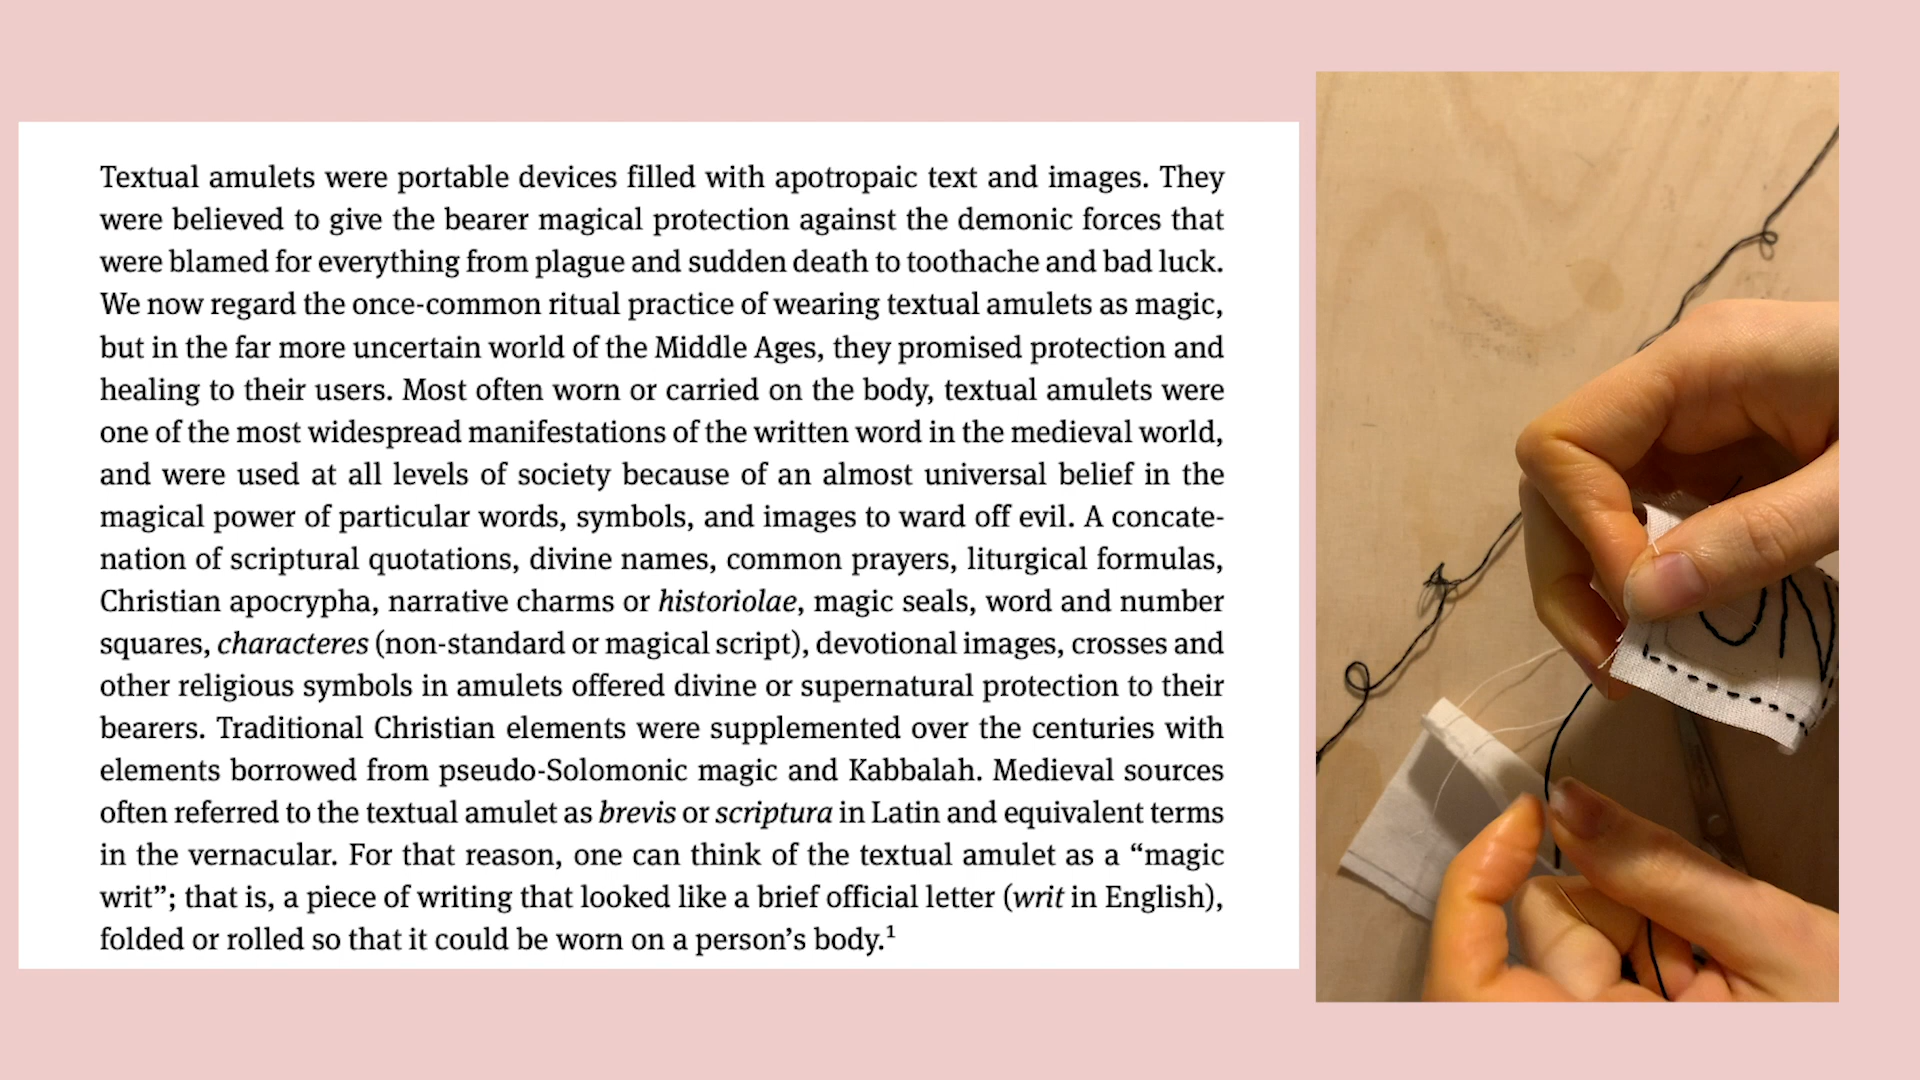 Textual amulets were portable devices filled with apotropaic text and images. They
were believed to give the bearer magical protection against the demonic forces that
were blamed for everything from plague and sudden death to toothache and bad luck.
We now regard the once-common ritual practice of wearing textual amulets as magic,
but in the far more uncertain world of the Middle Ages, they promised protection and
healing to their users. Most often worn or carried on the body, textual amulets were
one of the most widespread manifestations of the written word in the medieval world,
and were used at all levels of society because of an almost universal belief in the
magical power of particular words, symbols, and images to ward off evil. A concate-
nation of scriptural quotations, divine names, common prayers, liturgical formulas,
Christian apocrypha, narrative charms or historiolae, magic seals, word and number
squares, characteres (non-standard or magical script), devotional images, crosses and
other religious symbols in amulets offered divine or supernatural protection to their
bearers. Traditional Christian elements were supplemented over the centuries with
elements borrowed from pseudo-Solomonic magic and Kabbalah. Medieval sources
often referred to the textual amulet as brevis or scriptura in Latin and equivalent terms
in the vernacular. For that reason, one can think of the textual amulet as a “magic
writ”; that is, a piece of writing that looked like a brief official letter (writ in English),
folded or rolled so that it could be worn on a person’s body.¹